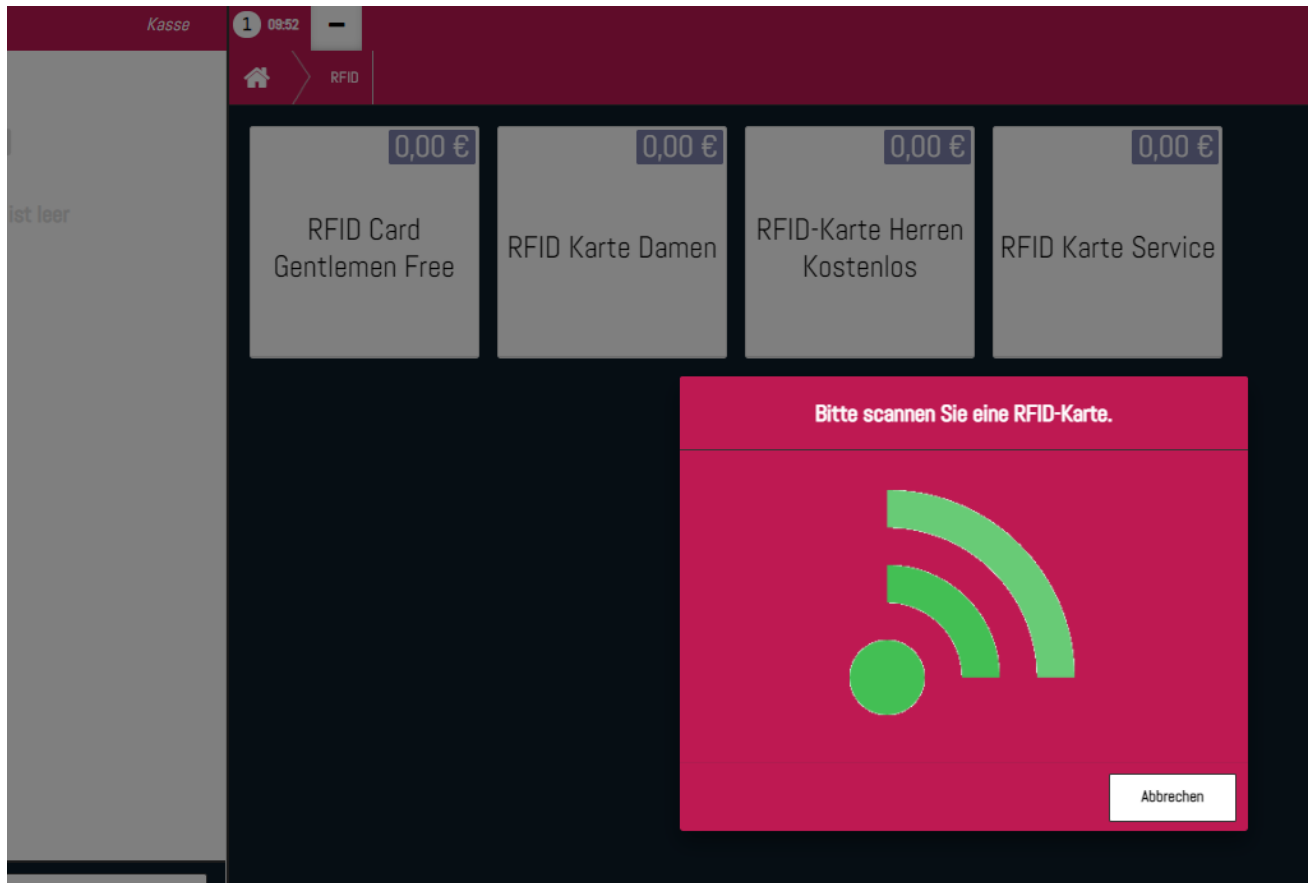 Kasse
1 09:52
RFID
ist leer
0,00 €
RFID Card
Gentlemen Free
0,00 €
RFID Karte Damen
0,00 €
RFID-Karte Herren
Kostenlos
0,00 €
RFID Karte Service
Bitte scannen Sie eine RFID-Karte.
Abbrechen